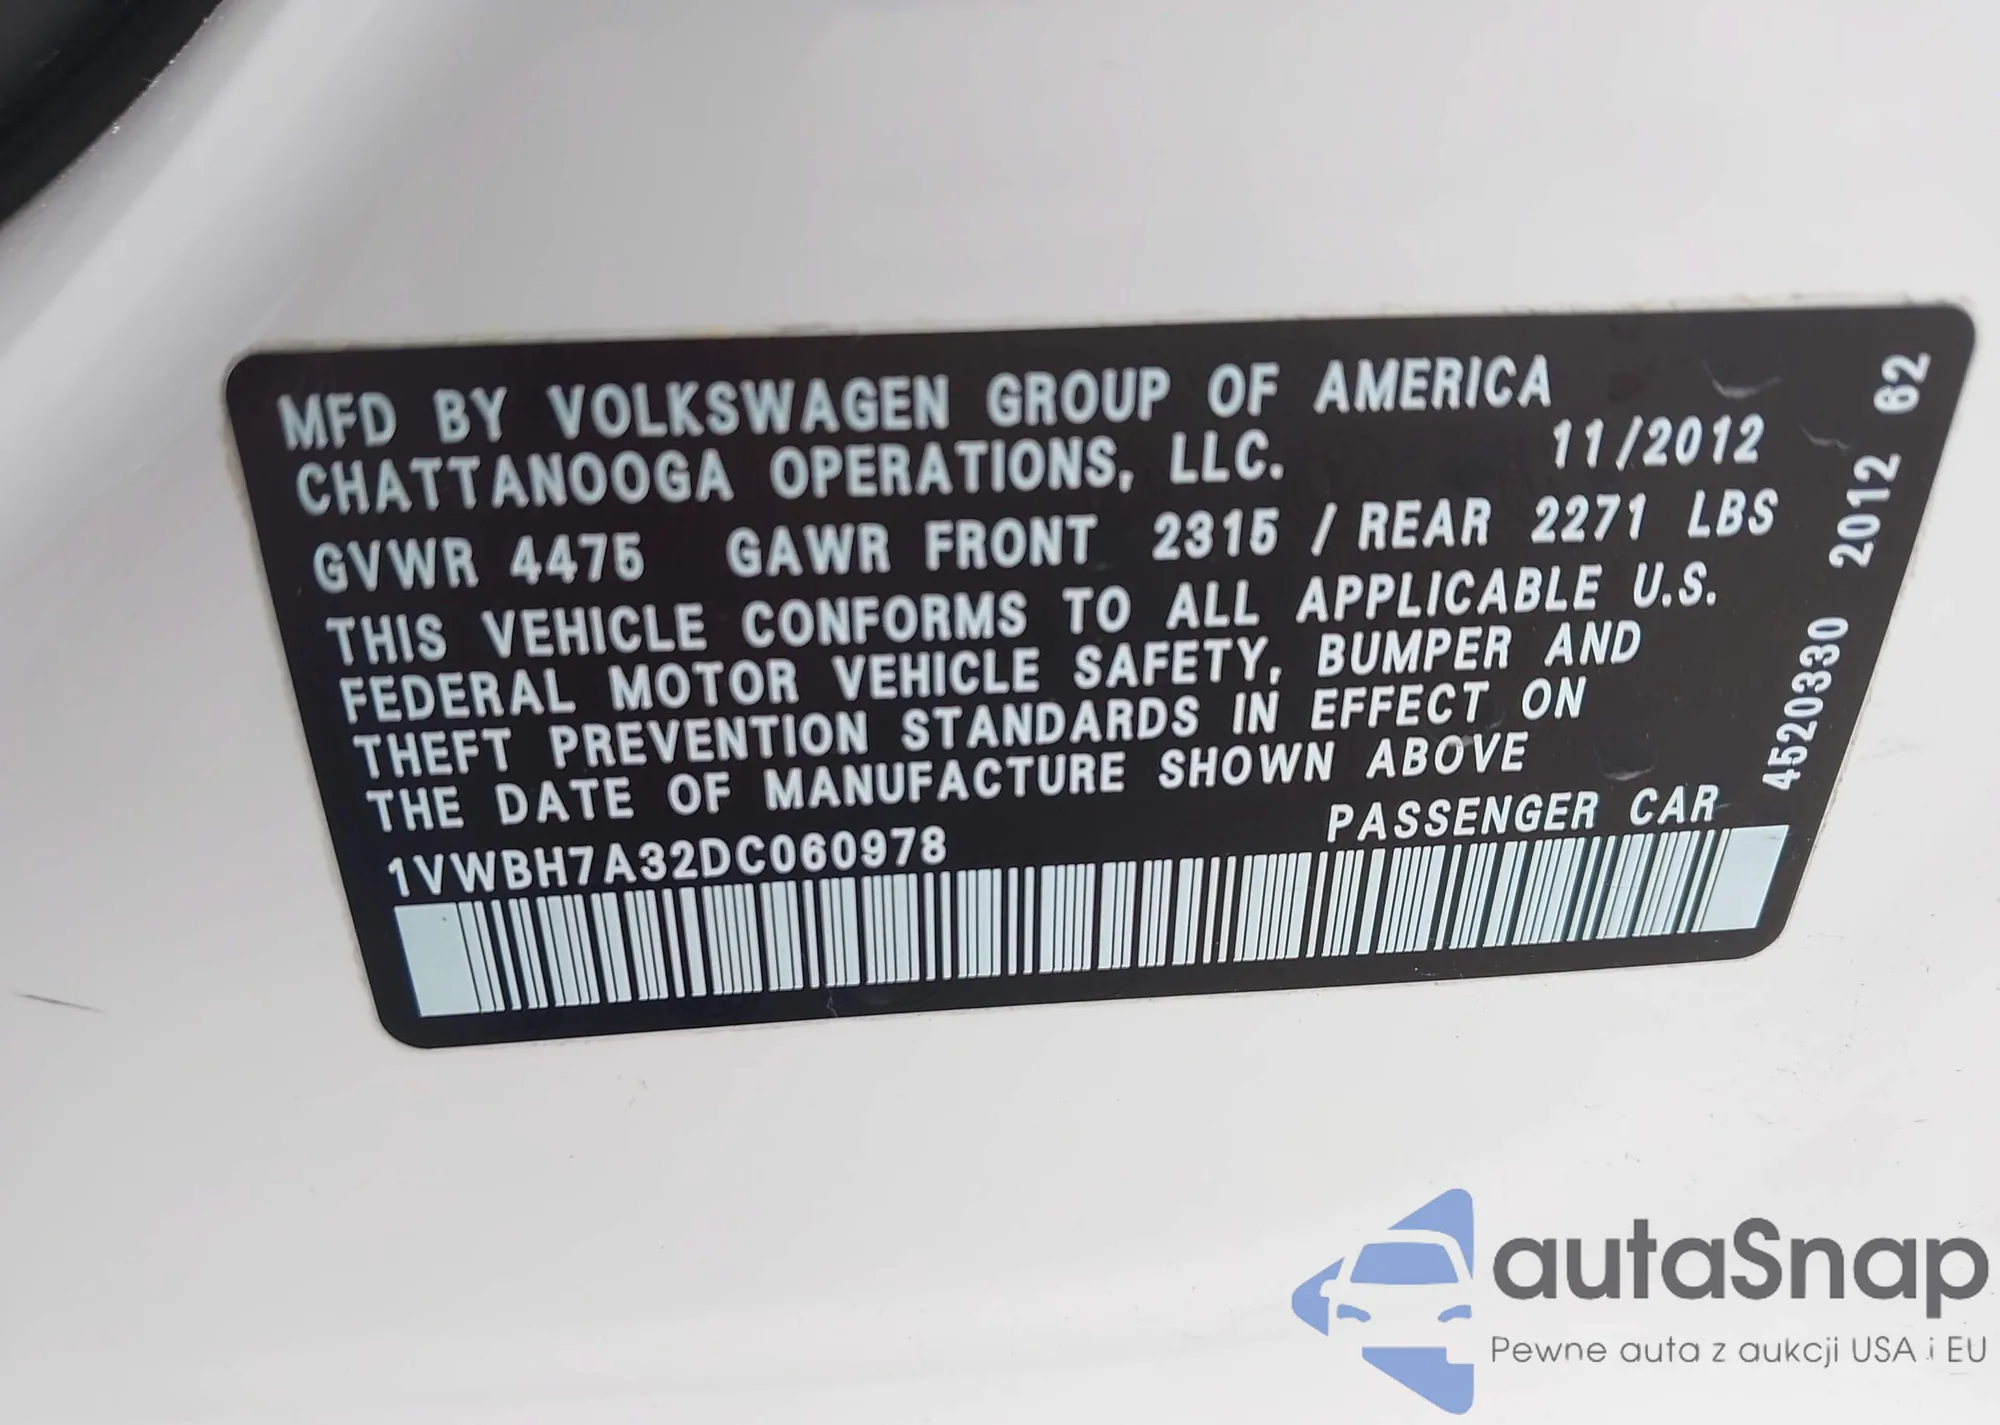 MFD BY VOLKSWAGEN GROUP OF AMERICA
CHATTANOOGA OPERATIONS, LLC.
11/2012
GVWR 4475 GAWR FRONT 2315 / REAR 2271 LBS
THIS VEHICLE CONFORMS TO ALL APPLICABLE U.S.
FEDERAL MOTOR VEHICLE SAFETY, BUMPER AND
THEFT PREVENTION STANDARDS IN EFFECT ON
THE DATE OF MANUFACTURE SHOWN ABOVE
1VWBH7A32DC060978
PASSENGER CAR
4520330 2012 62
autaSnap
Pewne auta z aukcji USA i EU